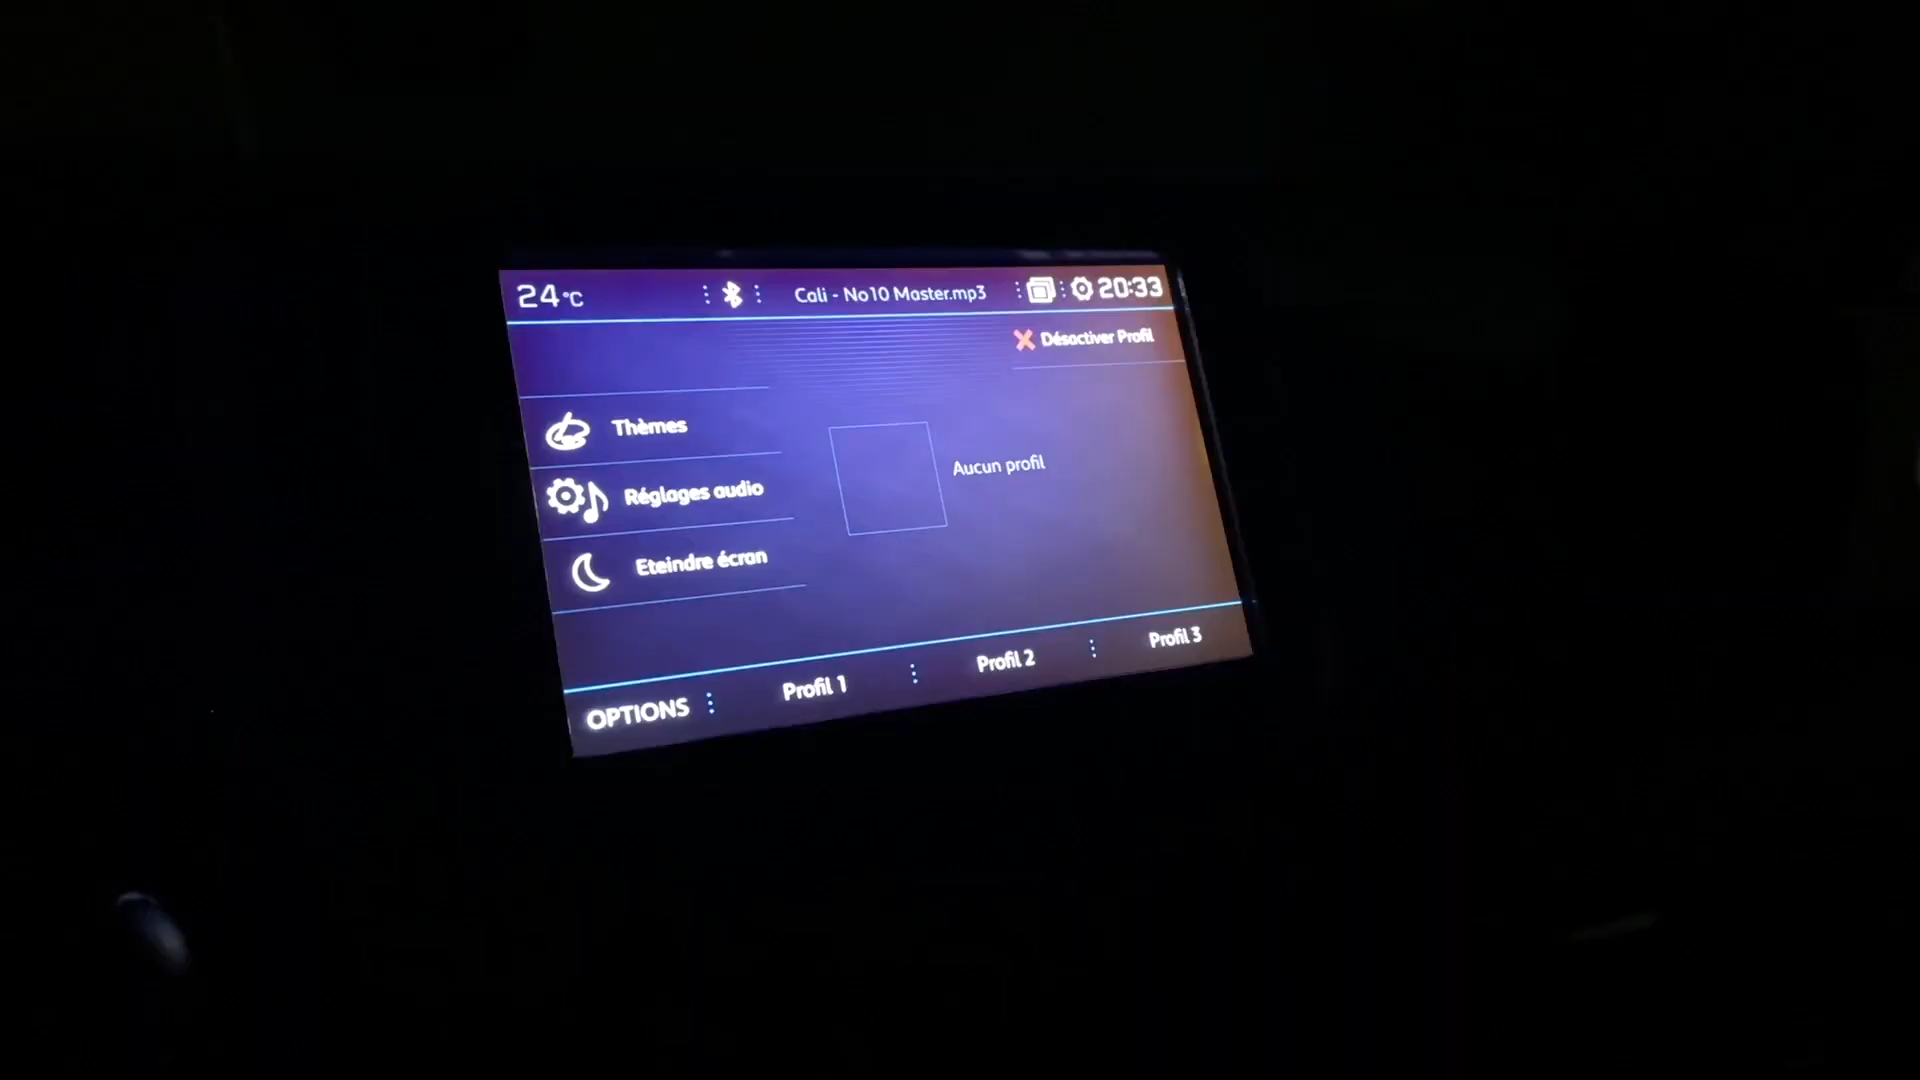 24°C
Cali - No10 Master.mp3
20:33
Désactiver Profil
Thèmes
Aucun profil
Réglages audio
Eteindre écran
OPTIONS
Profil 1
Profil 2
Profil 3